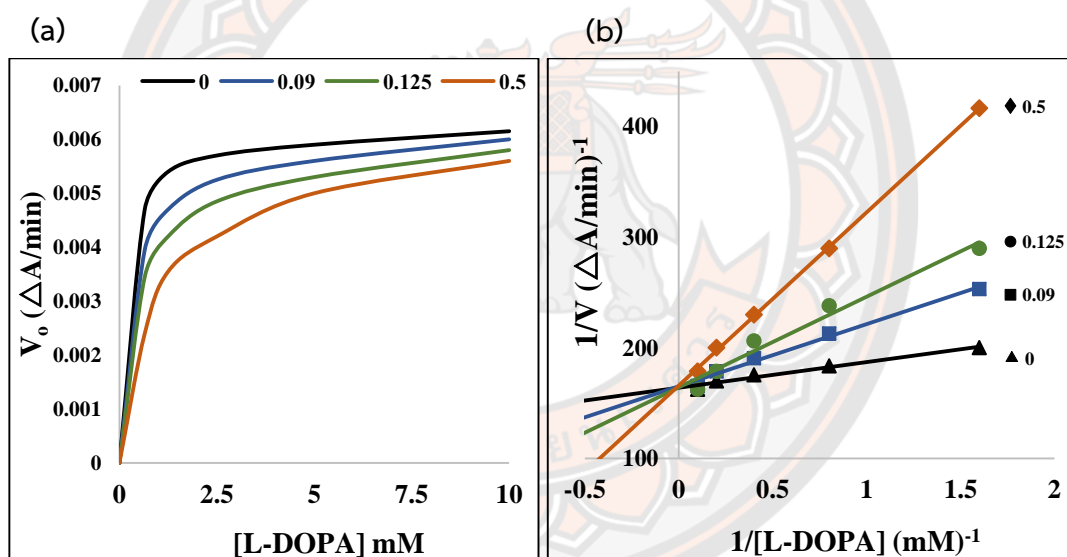 (a)
0 0.09 0.125 0.5
0.007
0.006
0.005
0.004
0.003
0.002
0.001
0
V₀ (△A/min)
0 2.5 5 7.5 10
[L-DOPA] mM
(b)
400
300
200
100
1/V (△A/min)⁻¹
0.5
0.125
0.09
0
-0.5 0 0.5 1 1.5 2
1/[L-DOPA] (mM)⁻¹